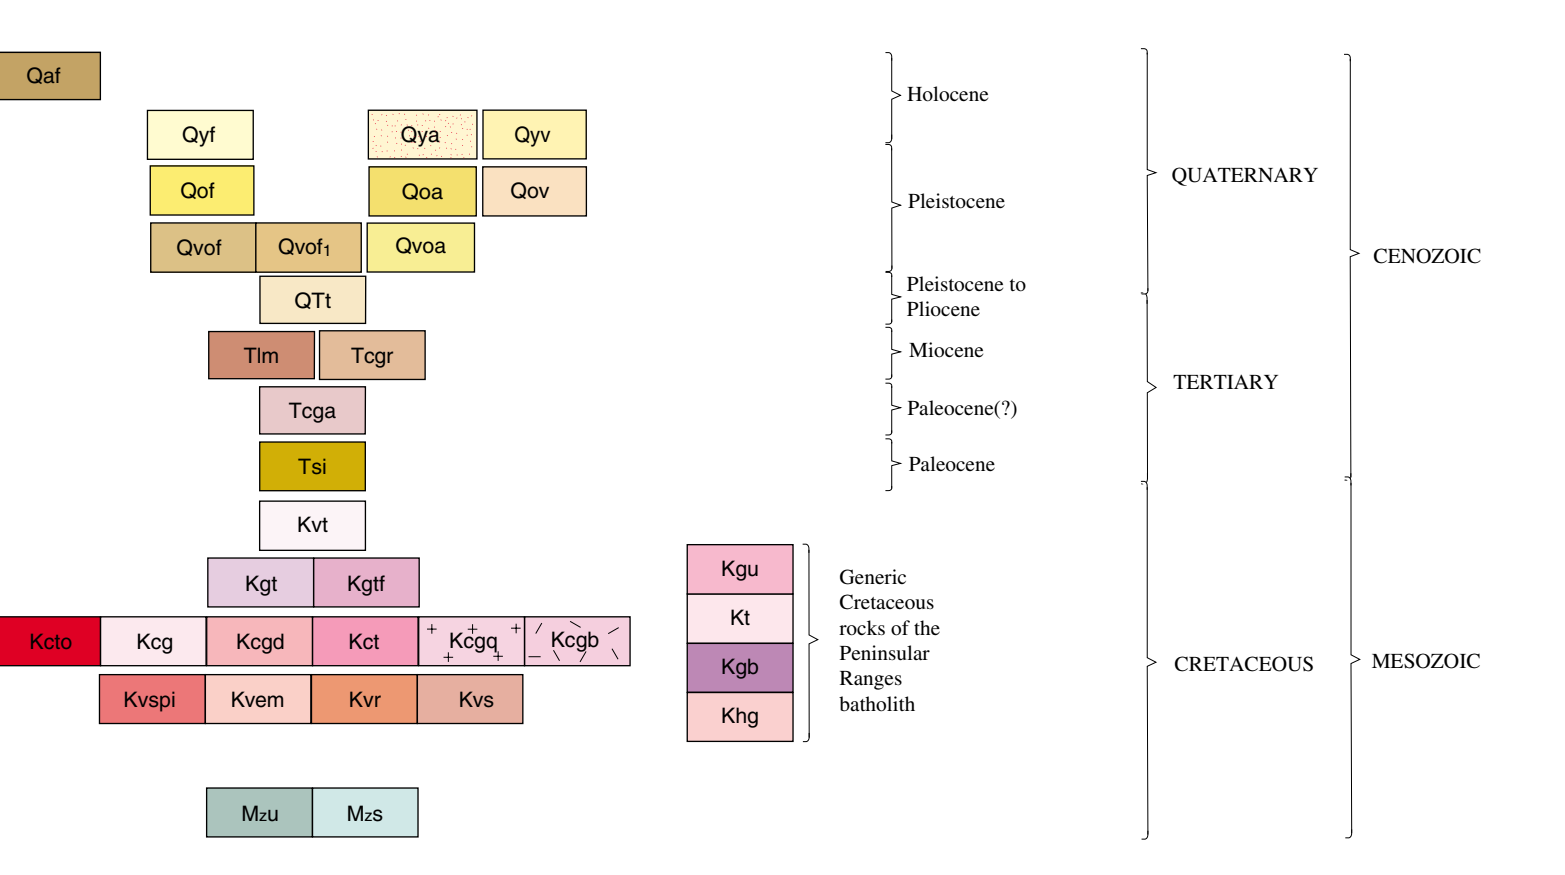 Qaf
Holocene
Qyf
Qya
Qyv
QUATERNARY
Qof
Qoa
Qov
Pleistocene
Qvof
Qvof1
Qvoa
CENOZOIC
QTt
Pleistocene to
Pliocene
Tlm
Tcgr
Miocene
TERTIARY
Tcga
Paleocene(?)
Tsi
Paleocene
Kvt
Kgt
Kgtf
Kgu
Kt
Kgb
Khg
Generic
Cretaceous
rocks of the
Peninsular
Ranges
batholith
Kcto
Kcg
Kcgd
Kct
Kcgq
Kcgb
CRETACEOUS
MESOZOIC
Kvspi
Kvem
Kvr
Kvs
Mzu
Mzs